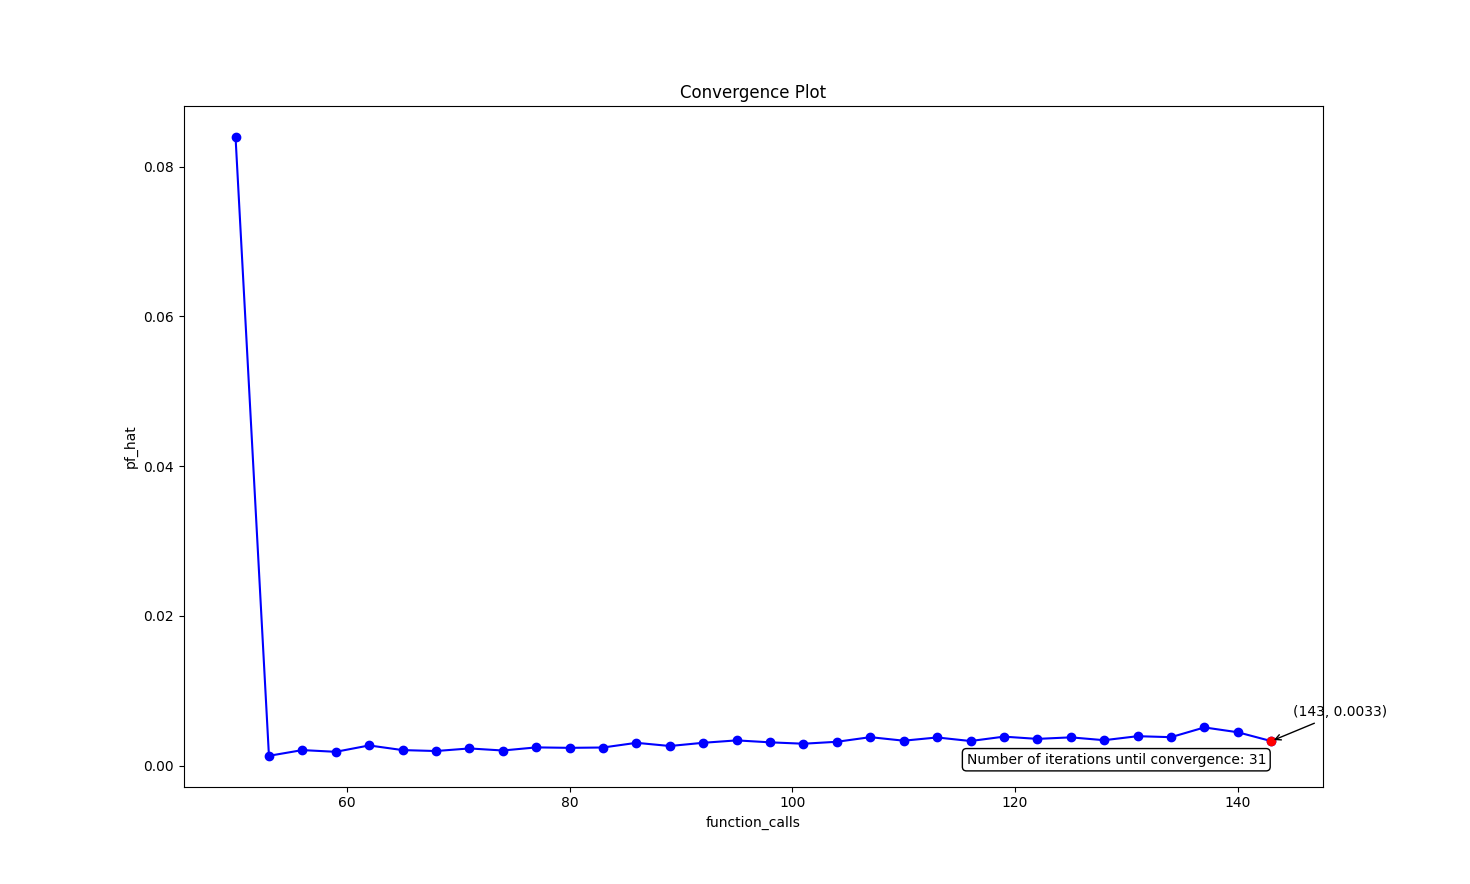 Convergence Plot
0.08
0.06
0.04
0.02
0.00
pf_hat
(143, 0.0033)
Number of iterations until convergence: 31
60
80
100
120
140
function_calls